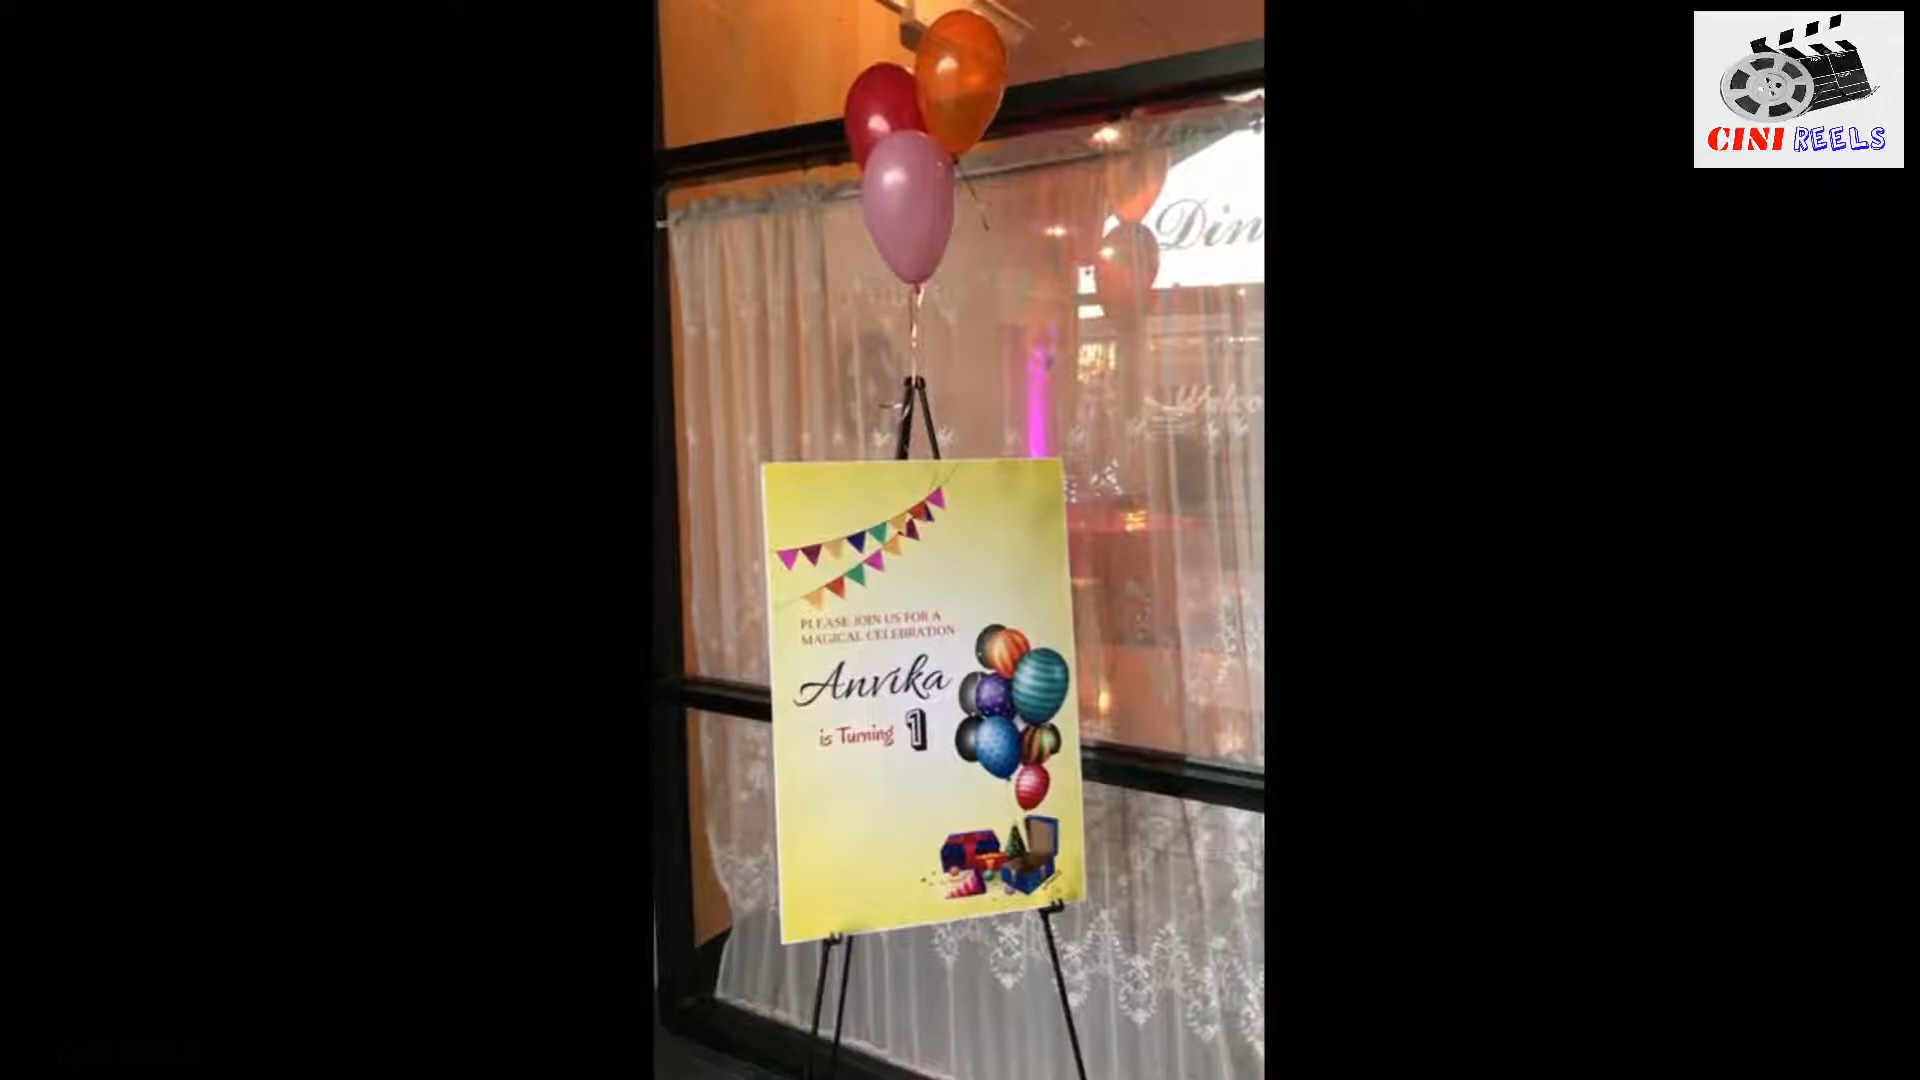 CINI REELS
PLEASE JOIN US FOR A
MAGICAL CELEBRATION
Anvika
is Turning 1